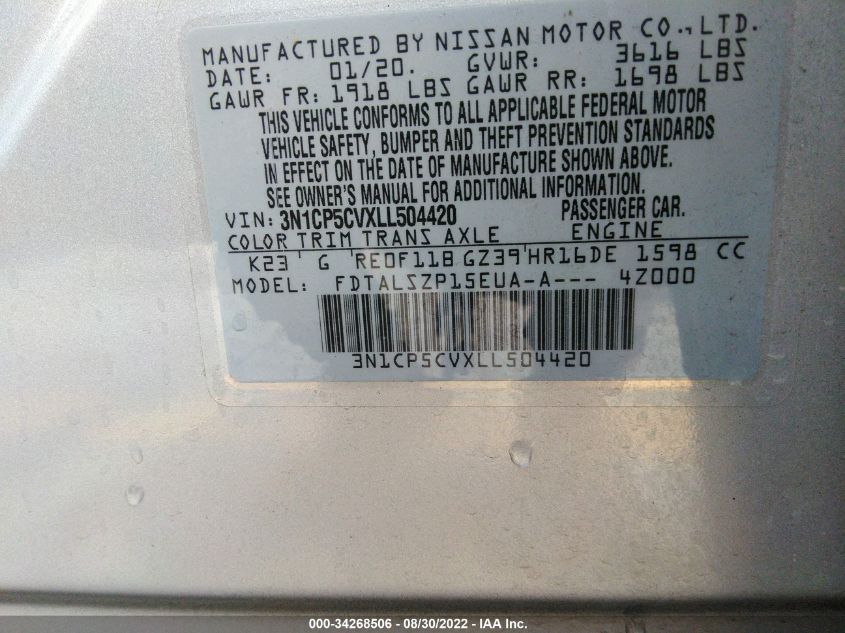 MANUFACTURED BY NISSAN MOTOR CO.,LTD.
DATE: 01/20. GVWR: 3616 LBS
GAWR FR: 1918 LBS GAWR RR: 1698 LBS
THIS VEHICLE CONFORMS TO ALL APPLICABLE FEDERAL MOTOR
VEHICLE SAFETY, BUMPER AND THEFT PREVENTION STANDARDS
IN EFFECT ON THE DATE OF MANUFACTURE SHOWN ABOVE.
SEE OWNER'S MANUAL FOR ADDITIONAL INFORMATION.
VIN: 3N1CP5CVXLL504420 PASSENGER CAR.
COLOR TRIM TRANS AXLE ENGINE
K23 G RE0F11B GZ39 HR16DE 1598 CC
MODEL: FDTALSZP15EUA-A--- 4Z000
3N1CP5CVXLL504420
000-34268506 - 08/30/2022 - IAA Inc.